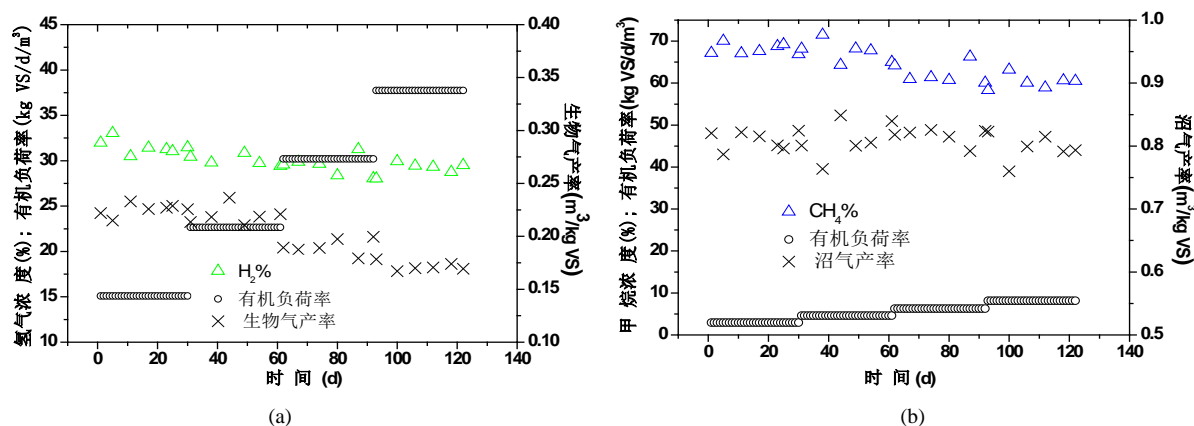 (a)
氢气浓 度(%)；有机负荷率(kg VS/d/m³)
45
40
35
30
25
20
15
10
0.40
0.35
0.30
0.25
0.20
0.15
0.10
生物气产率(m³/kg VS)
H₂%
有机负荷率
生物气产率
0 20 40 60 80 100 120 140
时 间 (d)
(a)
(b)
甲 烷浓度(%)；有机负荷率(kg VS/d/m³)
70
60
50
40
30
20
10
0
1.0
0.9
0.8
0.7
0.6
0.5
沼气产率(m³/kg VS)
CH₄%
有机负荷率
沼气产率
0 20 40 60 80 100 120 140
时 间 (d)
(b)